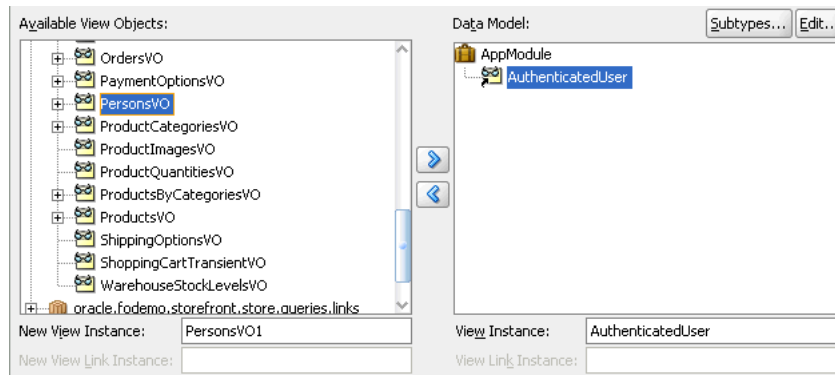 Available View Objects:
Data Model:
Subtypes...
Edit..
OrdersVO
PaymentOptionsVO
PersonsVO
ProductCategoriesVO
ProductImagesVO
ProductQuantitiesVO
ProductsByCategoriesVO
ProductsVO
ShippingOptionsVO
ShoppingCartTransientVO
WarehouseStockLevelsVO
oracle.fodemo.storefront.store.queries.links
AppModule
AuthenticatedUser
New View Instance:
PersonsVO1
View Instance:
AuthenticatedUser
New View Link Instance:
View Link Instance: